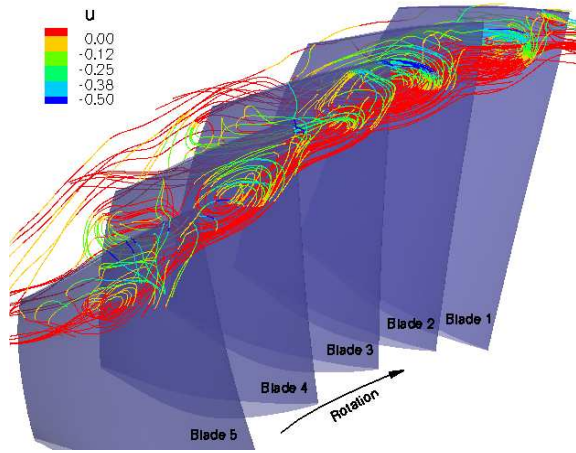 u
0.00
-0.12
-0.25
-0.38
-0.50
Blade 1
Blade 2
Blade 3
Blade 4
Blade 5
Rotation